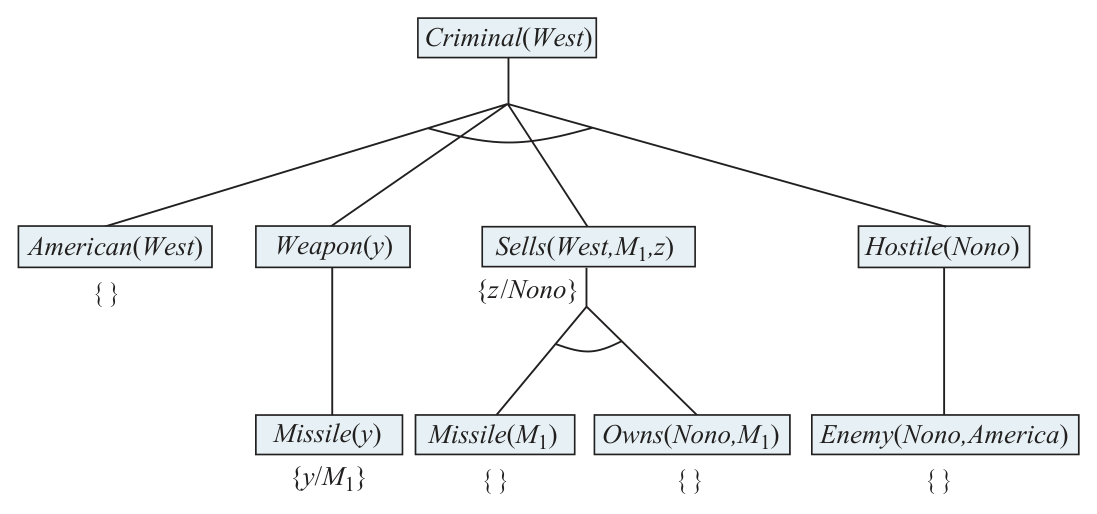 Criminal(West)
American(West) Weapon(y) Sells(West,M₁,z) Hostile(Nono)
{ } {z/Nono}
Missile(y) Missile(M₁) Owns(Nono,M₁) Enemy(Nono,America)
{y/M₁} { } { } { }